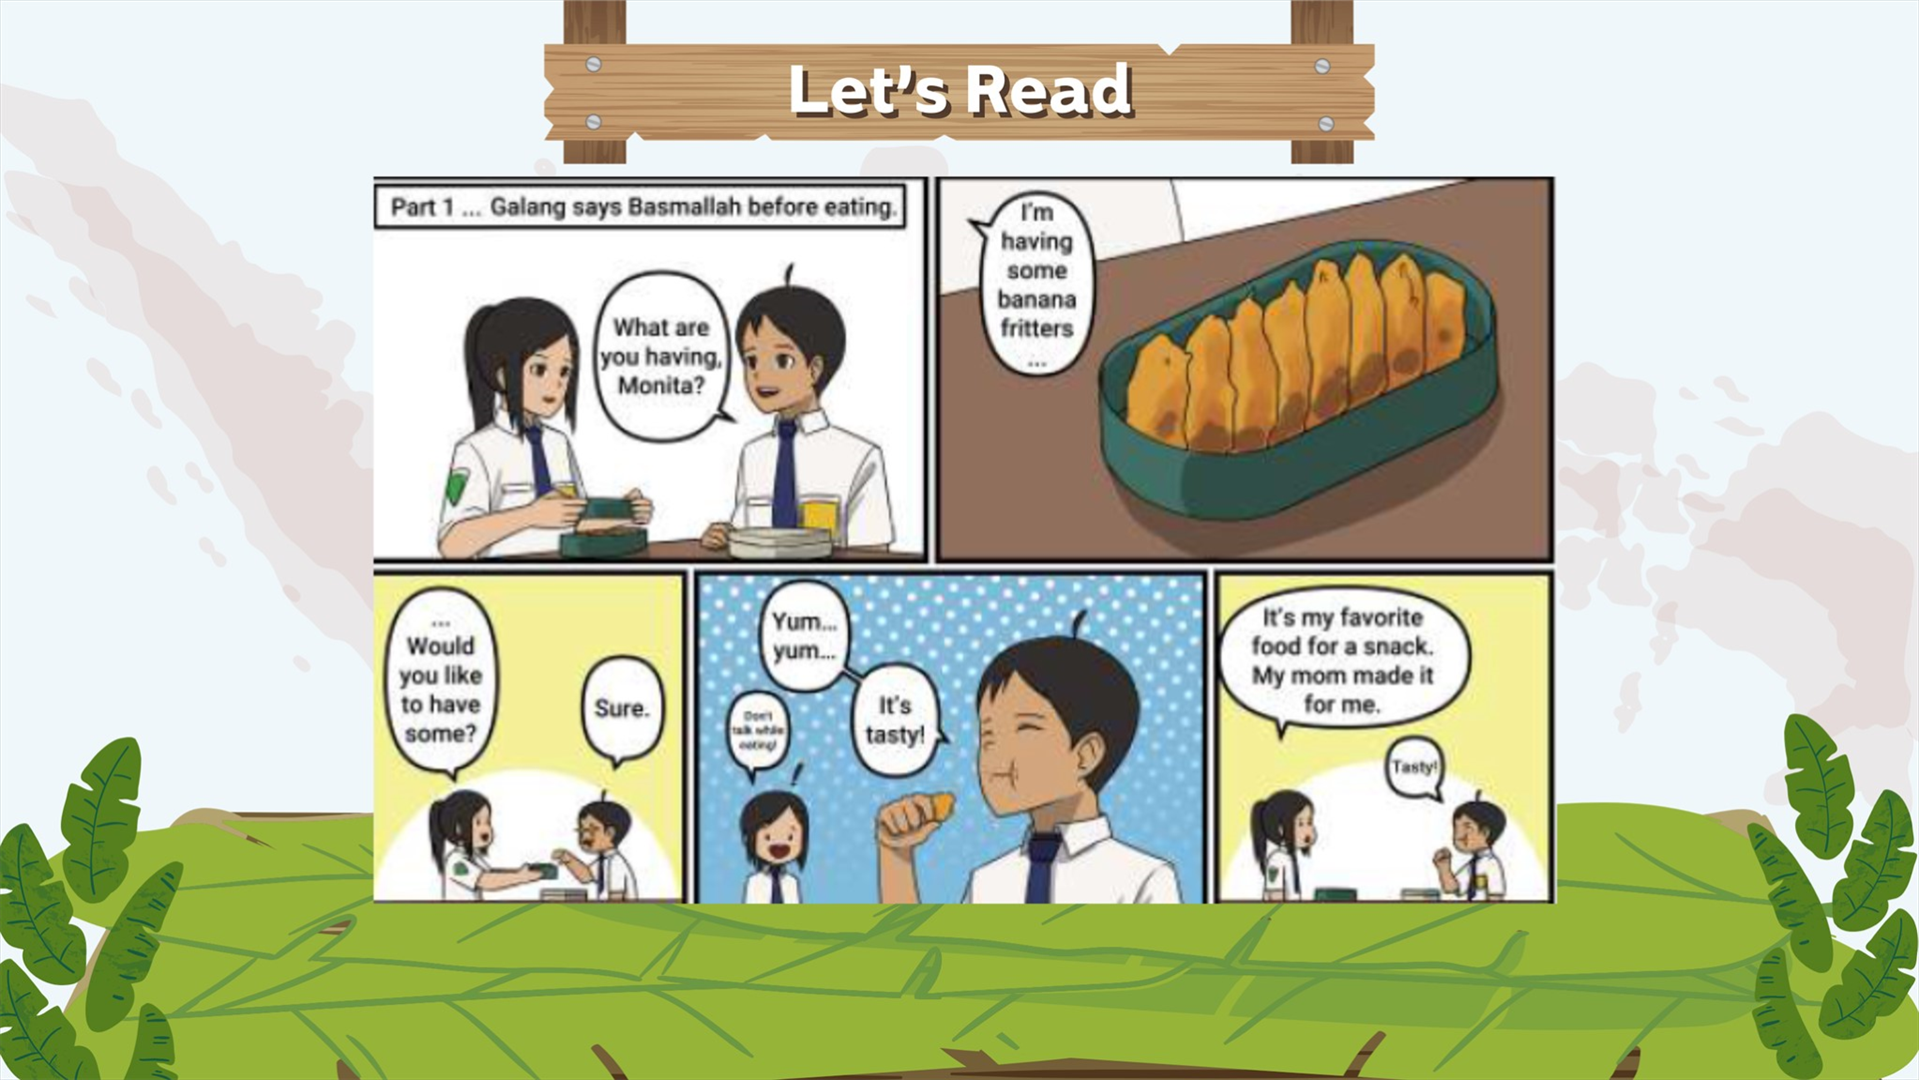 Let's Read
Part 1 ... Galang says Basmallah before eating.
What are
you having,
Monita?
I'm
having
some
banana
fritters
...
...
Would
you like
to have
some?
Sure.
Yum...
yum...
It's
tasty!
Don't
talk while
eating!
It's my favorite
food for a snack.
My mom made it
for me.
Tasty!